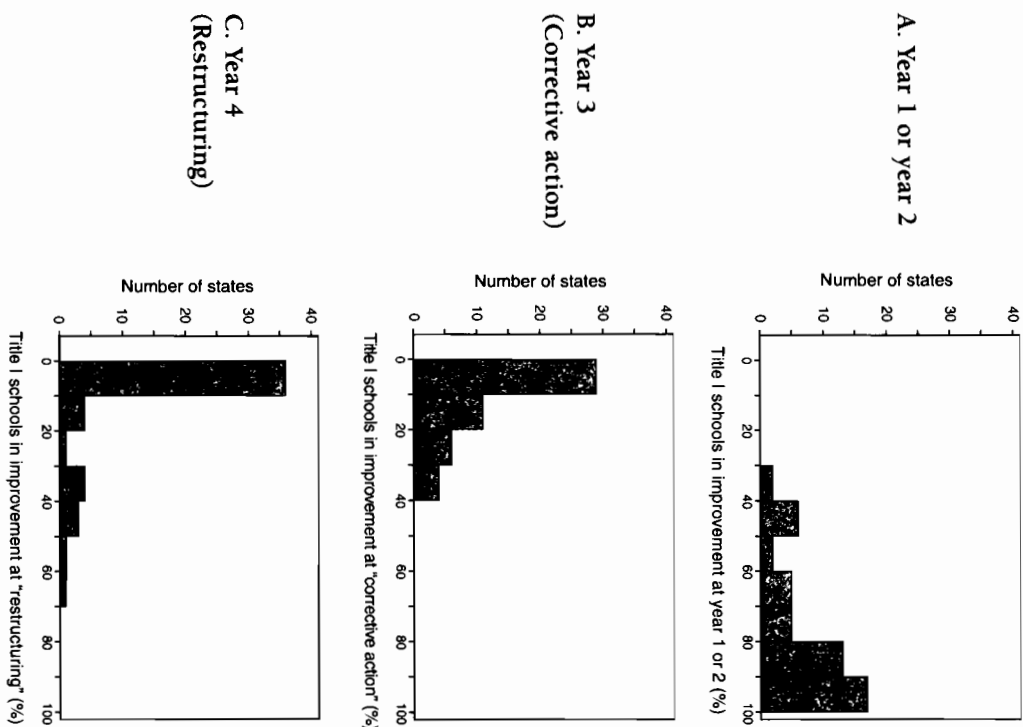 A. Year 1 or year 2
Number of states
0 10 20 30 40
0 20 40 60 80 100
Title I schools in improvement at year 1 or 2 (%)
B. Year 3
(Corrective action)
Number of states
0 10 20 30 40
0 20 40 60 80 100
Title I schools in improvement at "corrective action" (%)
C. Year 4
(Restructuring)
Number of states
0 10 20 30 40
0 20 40 60 80 100
Title I schools in improvement at "restructuring" (%)